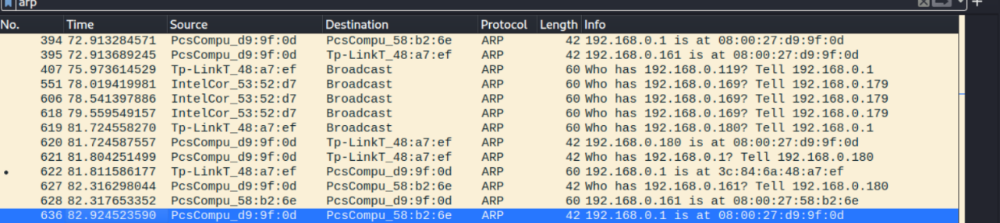 arp
No. Time Source Destination Protocol Length Info
394 72.913284571 PcsCompu_d9:9f:0d PcsCompu_58:b2:6e ARP 42 192.168.0.1 is at 08:00:27:d9:9f:0d
395 72.913689245 PcsCompu_d9:9f:0d Tp-LinkT_48:a7:ef ARP 42 192.168.0.161 is at 08:00:27:d9:9f:0d
407 75.973614529 Tp-LinkT_48:a7:ef Broadcast ARP 60 Who has 192.168.0.119? Tell 192.168.0.1
551 78.019419981 IntelCor_53:52:d7 Broadcast ARP 60 Who has 192.168.0.169? Tell 192.168.0.179
606 78.541397886 IntelCor_53:52:d7 Broadcast ARP 60 Who has 192.168.0.169? Tell 192.168.0.179
618 79.559549157 IntelCor_53:52:d7 Broadcast ARP 60 Who has 192.168.0.169? Tell 192.168.0.179
619 81.724558270 Tp-LinkT_48:a7:ef Broadcast ARP 60 Who has 192.168.0.180? Tell 192.168.0.1
620 81.724587557 PcsCompu_d9:9f:0d Tp-LinkT_48:a7:ef ARP 42 192.168.0.180 is at 08:00:27:d9:9f:0d
621 81.804251499 PcsCompu_d9:9f:0d Tp-LinkT_48:a7:ef ARP 42 Who has 192.168.0.1? Tell 192.168.0.180
622 81.811586177 Tp-LinkT_48:a7:ef PcsCompu_d9:9f:0d ARP 60 192.168.0.1 is at 3c:84:6a:48:a7:ef
627 82.316298044 PcsCompu_d9:9f:0d PcsCompu_58:b2:6e ARP 42 Who has 192.168.0.161? Tell 192.168.0.180
628 82.317653352 PcsCompu_58:b2:6e PcsCompu_d9:9f:0d ARP 60 192.168.0.161 is at 08:00:27:58:b2:6e
636 82.924523590 PcsCompu_d9:9f:0d PcsCompu_58:b2:6e ARP 42 192.168.0.1 is at 08:00:27:d9:9f:0d